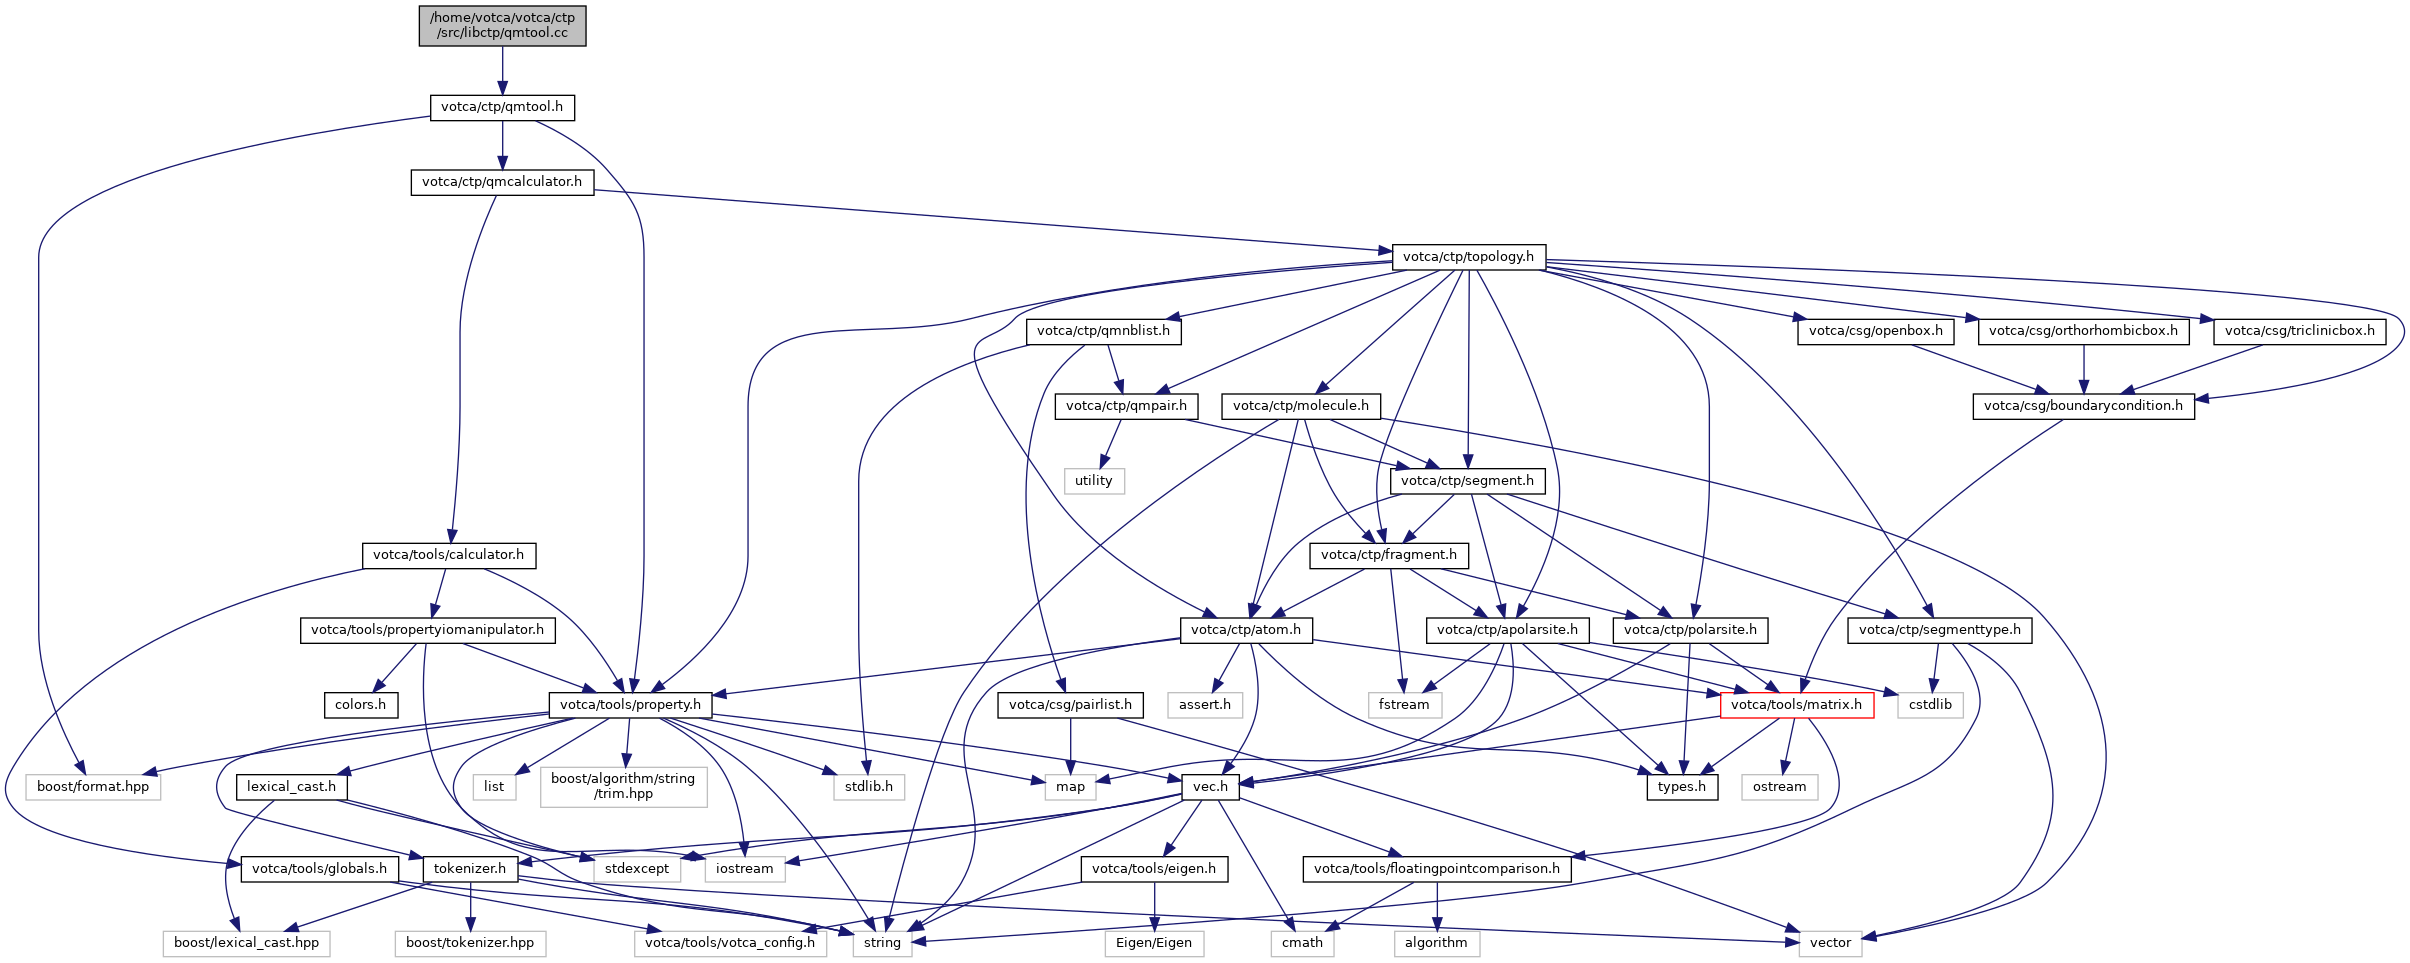 /home/votca/votca/ctp
/src/libctp/qmtool.cc
votca/ctp/qmtool.h
votca/ctp/qmcalculator.h
votca/ctp/topology.h
votca/ctp/qmnblist.h
votca/csg/openbox.h
votca/csg/orthorhombicbox.h
votca/csg/triclinicbox.h
votca/ctp/qmpair.h
votca/ctp/molecule.h
votca/csg/boundarycondition.h
utility
votca/ctp/segment.h
votca/tools/calculator.h
votca/ctp/fragment.h
votca/tools/propertyiomanipulator.h
votca/ctp/atom.h
votca/ctp/apolarsite.h
votca/ctp/polarsite.h
votca/ctp/segmenttype.h
colors.h
votca/tools/property.h
votca/csg/pairlist.h
assert.h
fstream
votca/tools/matrix.h
cstdlib
boost/format.hpp
lexical_cast.h
list
boost/algorithm/string
/trim.hpp
stdlib.h
map
vec.h
types.h
ostream
votca/tools/globals.h
tokenizer.h
stdexcept
iostream
votca/tools/eigen.h
votca/tools/floatingpointcomparison.h
boost/lexical_cast.hpp
boost/tokenizer.hpp
votca/tools/votca_config.h
string
Eigen/Eigen
cmath
algorithm
vector